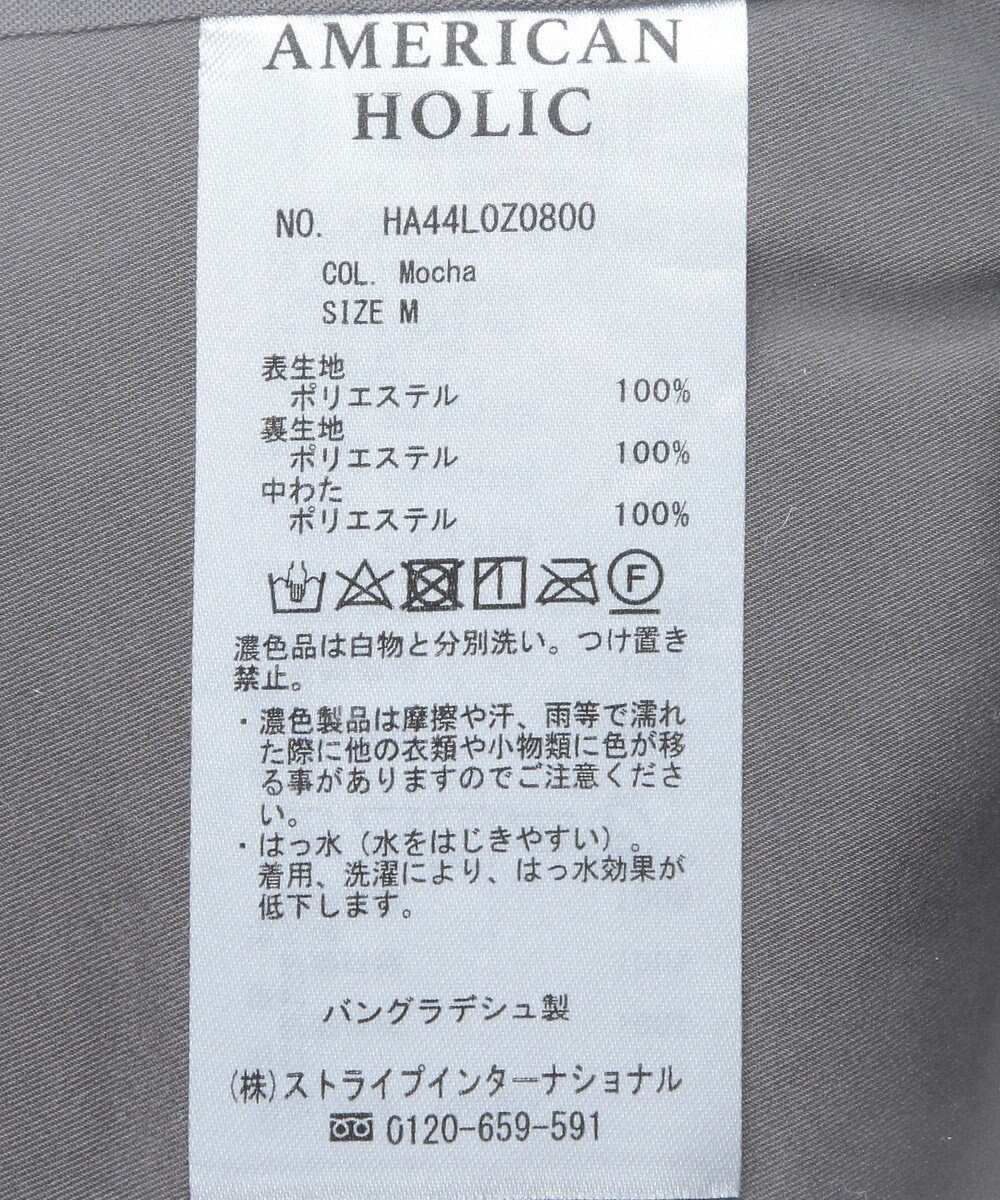 AMERICAN
HOLIC
NO. HA44L0Z0800
COL. Mocha
SIZE M
表生地
ポリエステル 100%
裏生地
ポリエステル 100%
中わた
ポリエステル 100%
F
濃色品は白物と分別洗い。つけ置き
禁止。
・濃色製品は摩擦や汗、雨等で濡れ
た際に他の衣類や小物類に色が移
る事がありますのでご注意くださ
い。
・はっ水（水をはじきやすい）。
着用、洗濯により、はっ水効果が
低下します。
バングラデシュ製
(株)ストライプインターナショナル
0120-659-591